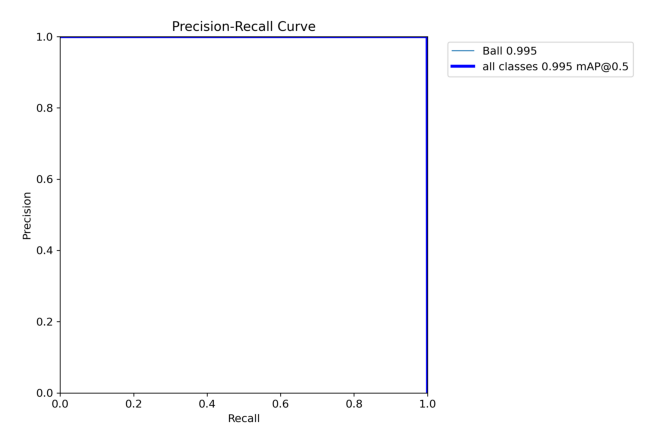 Precision-Recall Curve
Ball 0.995
all classes 0.995 mAP@0.5
1.0
0.8
0.6
0.4
0.2
0.0
Precision
0.0 0.2 0.4 0.6 0.8 1.0
Recall